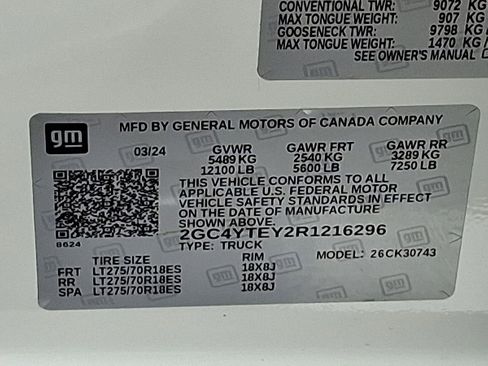 CONVENTIONAL TWR: 9072 KG
MAX TONGUE WEIGHT: 907 KG
GOOSENECK TWR: 9798 KG
MAX TONGUE WEIGHT: 1470 KG
SEE OWNER'S MANUAL
gm
MFD BY GENERAL MOTORS OF CANADA COMPANY
03/24 GVWR GAWR FRT GAWR RR
5489 KG 2540 KG 3289 KG
12100 LB 5600 LB 7250 LB
THIS VEHICLE CONFORMS TO ALL
APPLICABLE U.S. FEDERAL MOTOR
VEHICLE SAFETY STANDARDS IN EFFECT
ON THE DATE OF MANUFACTURE
SHOWN ABOVE.
2GC4YTEY2R1216296
8624
TYPE: TRUCK
TIRE SIZE RIM MODEL: 26CK30743
FRT LT275/70R18ES 18X8J
RR LT275/70R18ES 18X8J
SPA LT275/70R18ES 18X8J